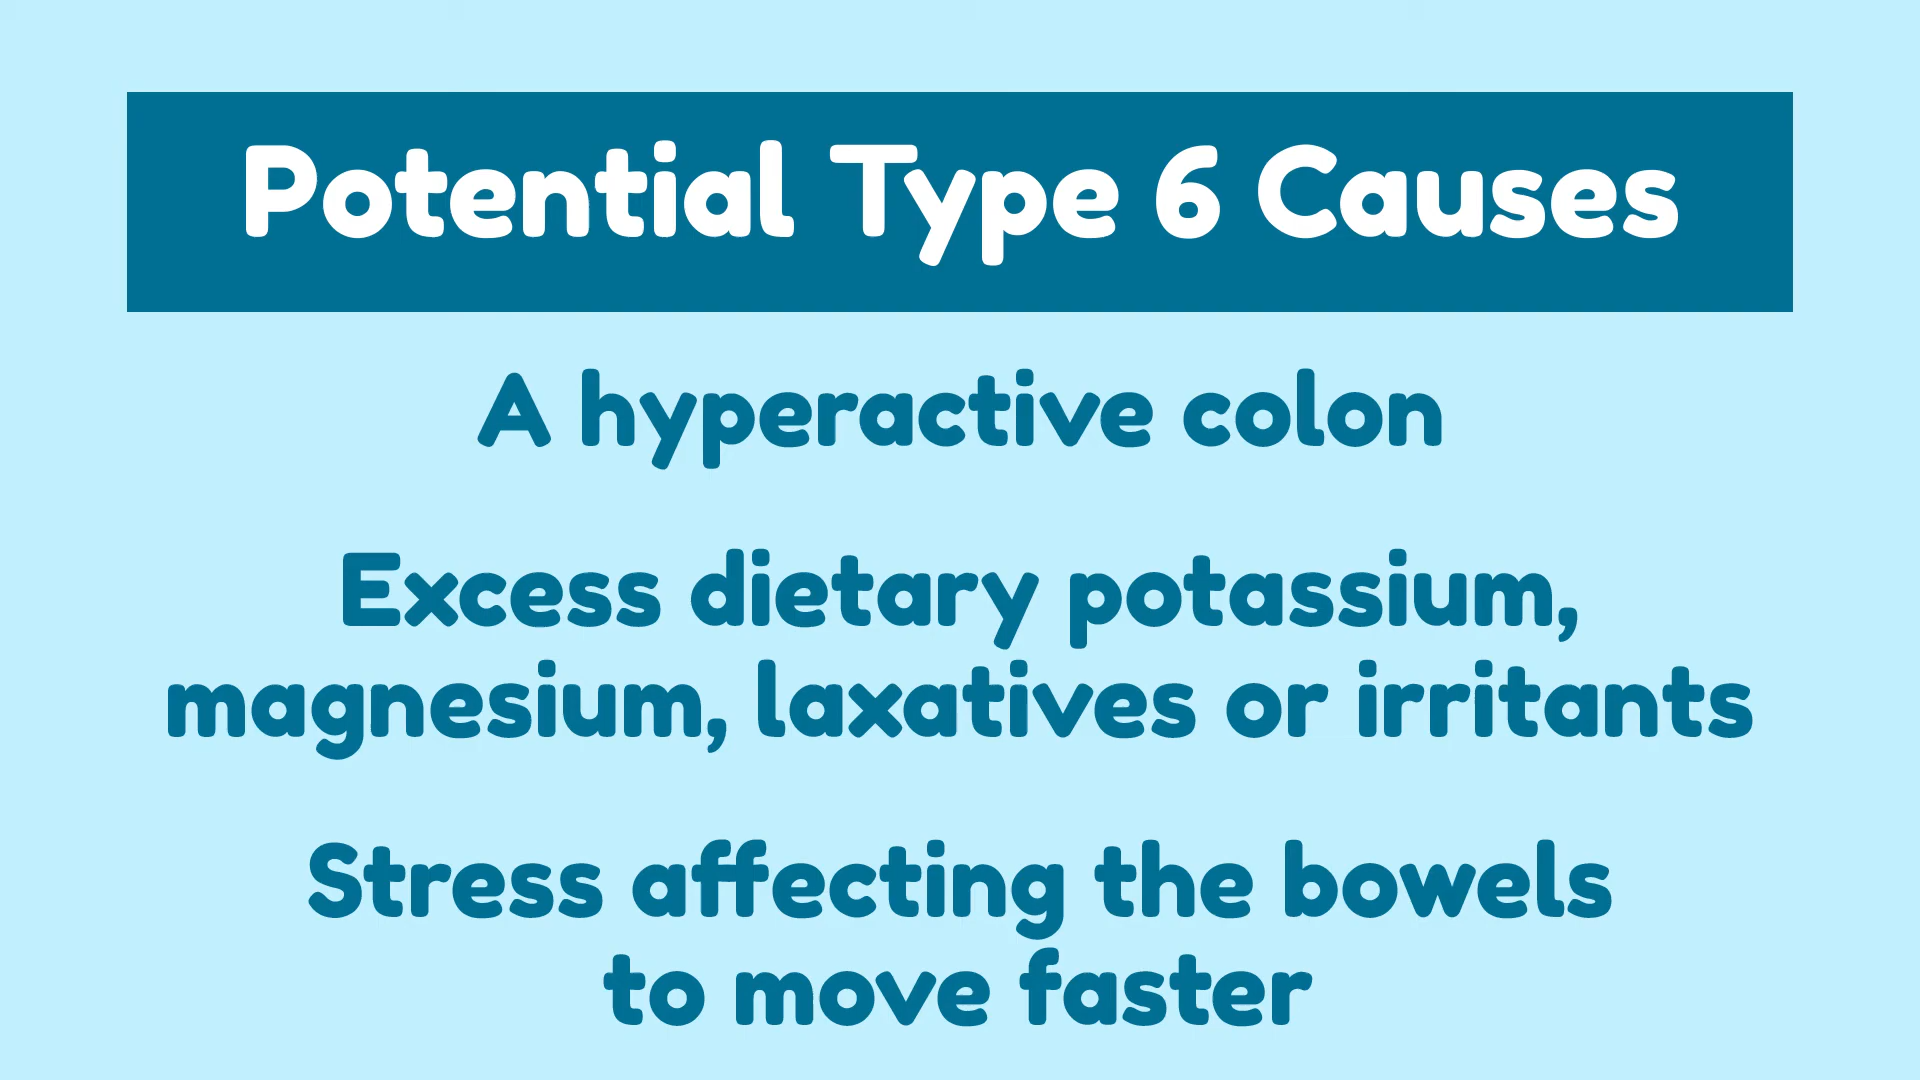 Potential Type 6 Causes
A hyperactive colon
Excess dietary potassium,
magnesium, laxatives or irritants
Stress affecting the bowels
to move faster